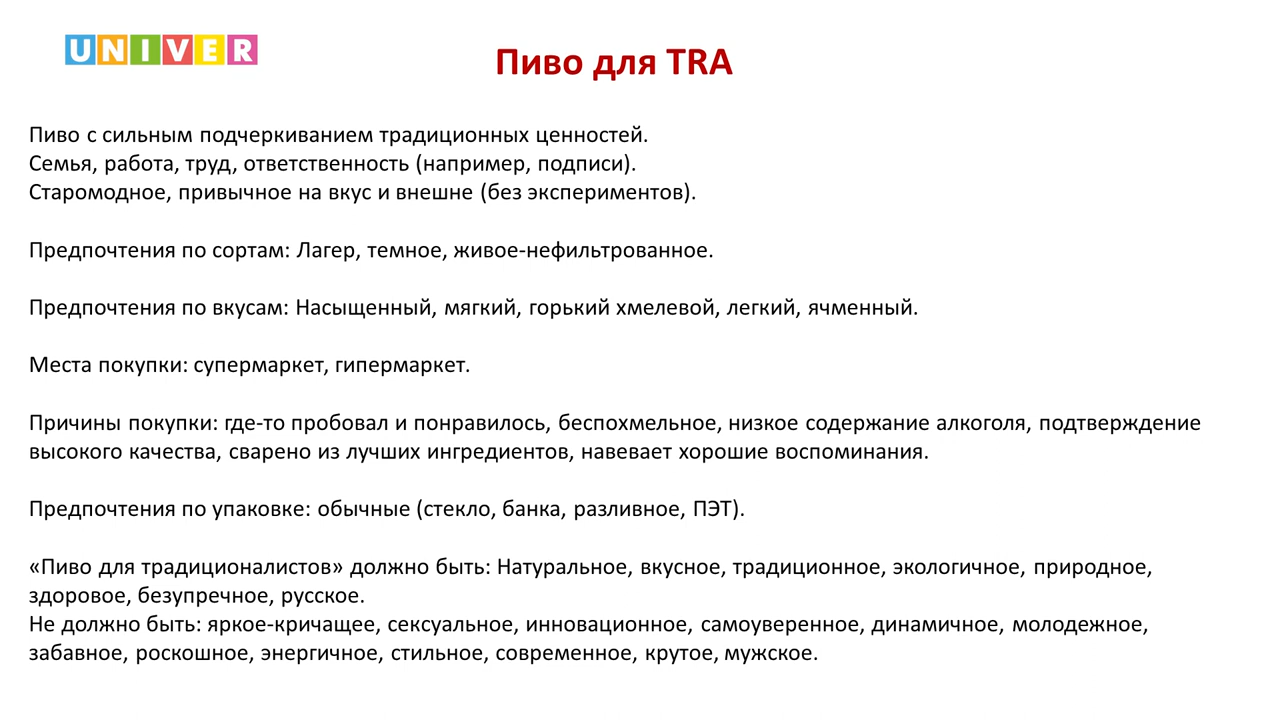 UNIVER
Пиво для TRA
Пиво с сильным подчеркиванием традиционных ценностей.
Семья, работа, труд, ответственность (например, подписи).
Старомодное, привычное на вкус и внешне (без экспериментов).
Предпочтения по сортам: Лагер, темное, живое-нефильтрованное.
Предпочтения по вкусам: Насыщенный, мягкий, горький хмелевой, легкий, ячменный.
Места покупки: супермаркет, гипермаркет.
Причины покупки: где-то пробовал и понравилось, беспохмельное, низкое содержание алкоголя, подтверждение
высокого качества, сварено из лучших ингредиентов, навевает хорошие воспоминания.
Предпочтения по упаковке: обычные (стекло, банка, разливное, ПЭТ).
«Пиво для традиционалистов» должно быть: Натуральное, вкусное, традиционное, экологичное, природное,
здоровое, безупречное, русское.
Не должно быть: яркое-кричащее, сексуальное, инновационное, самоуверенное, динамичное, молодежное,
забавное, роскошное, энергичное, стильное, современное, крутое, мужское.